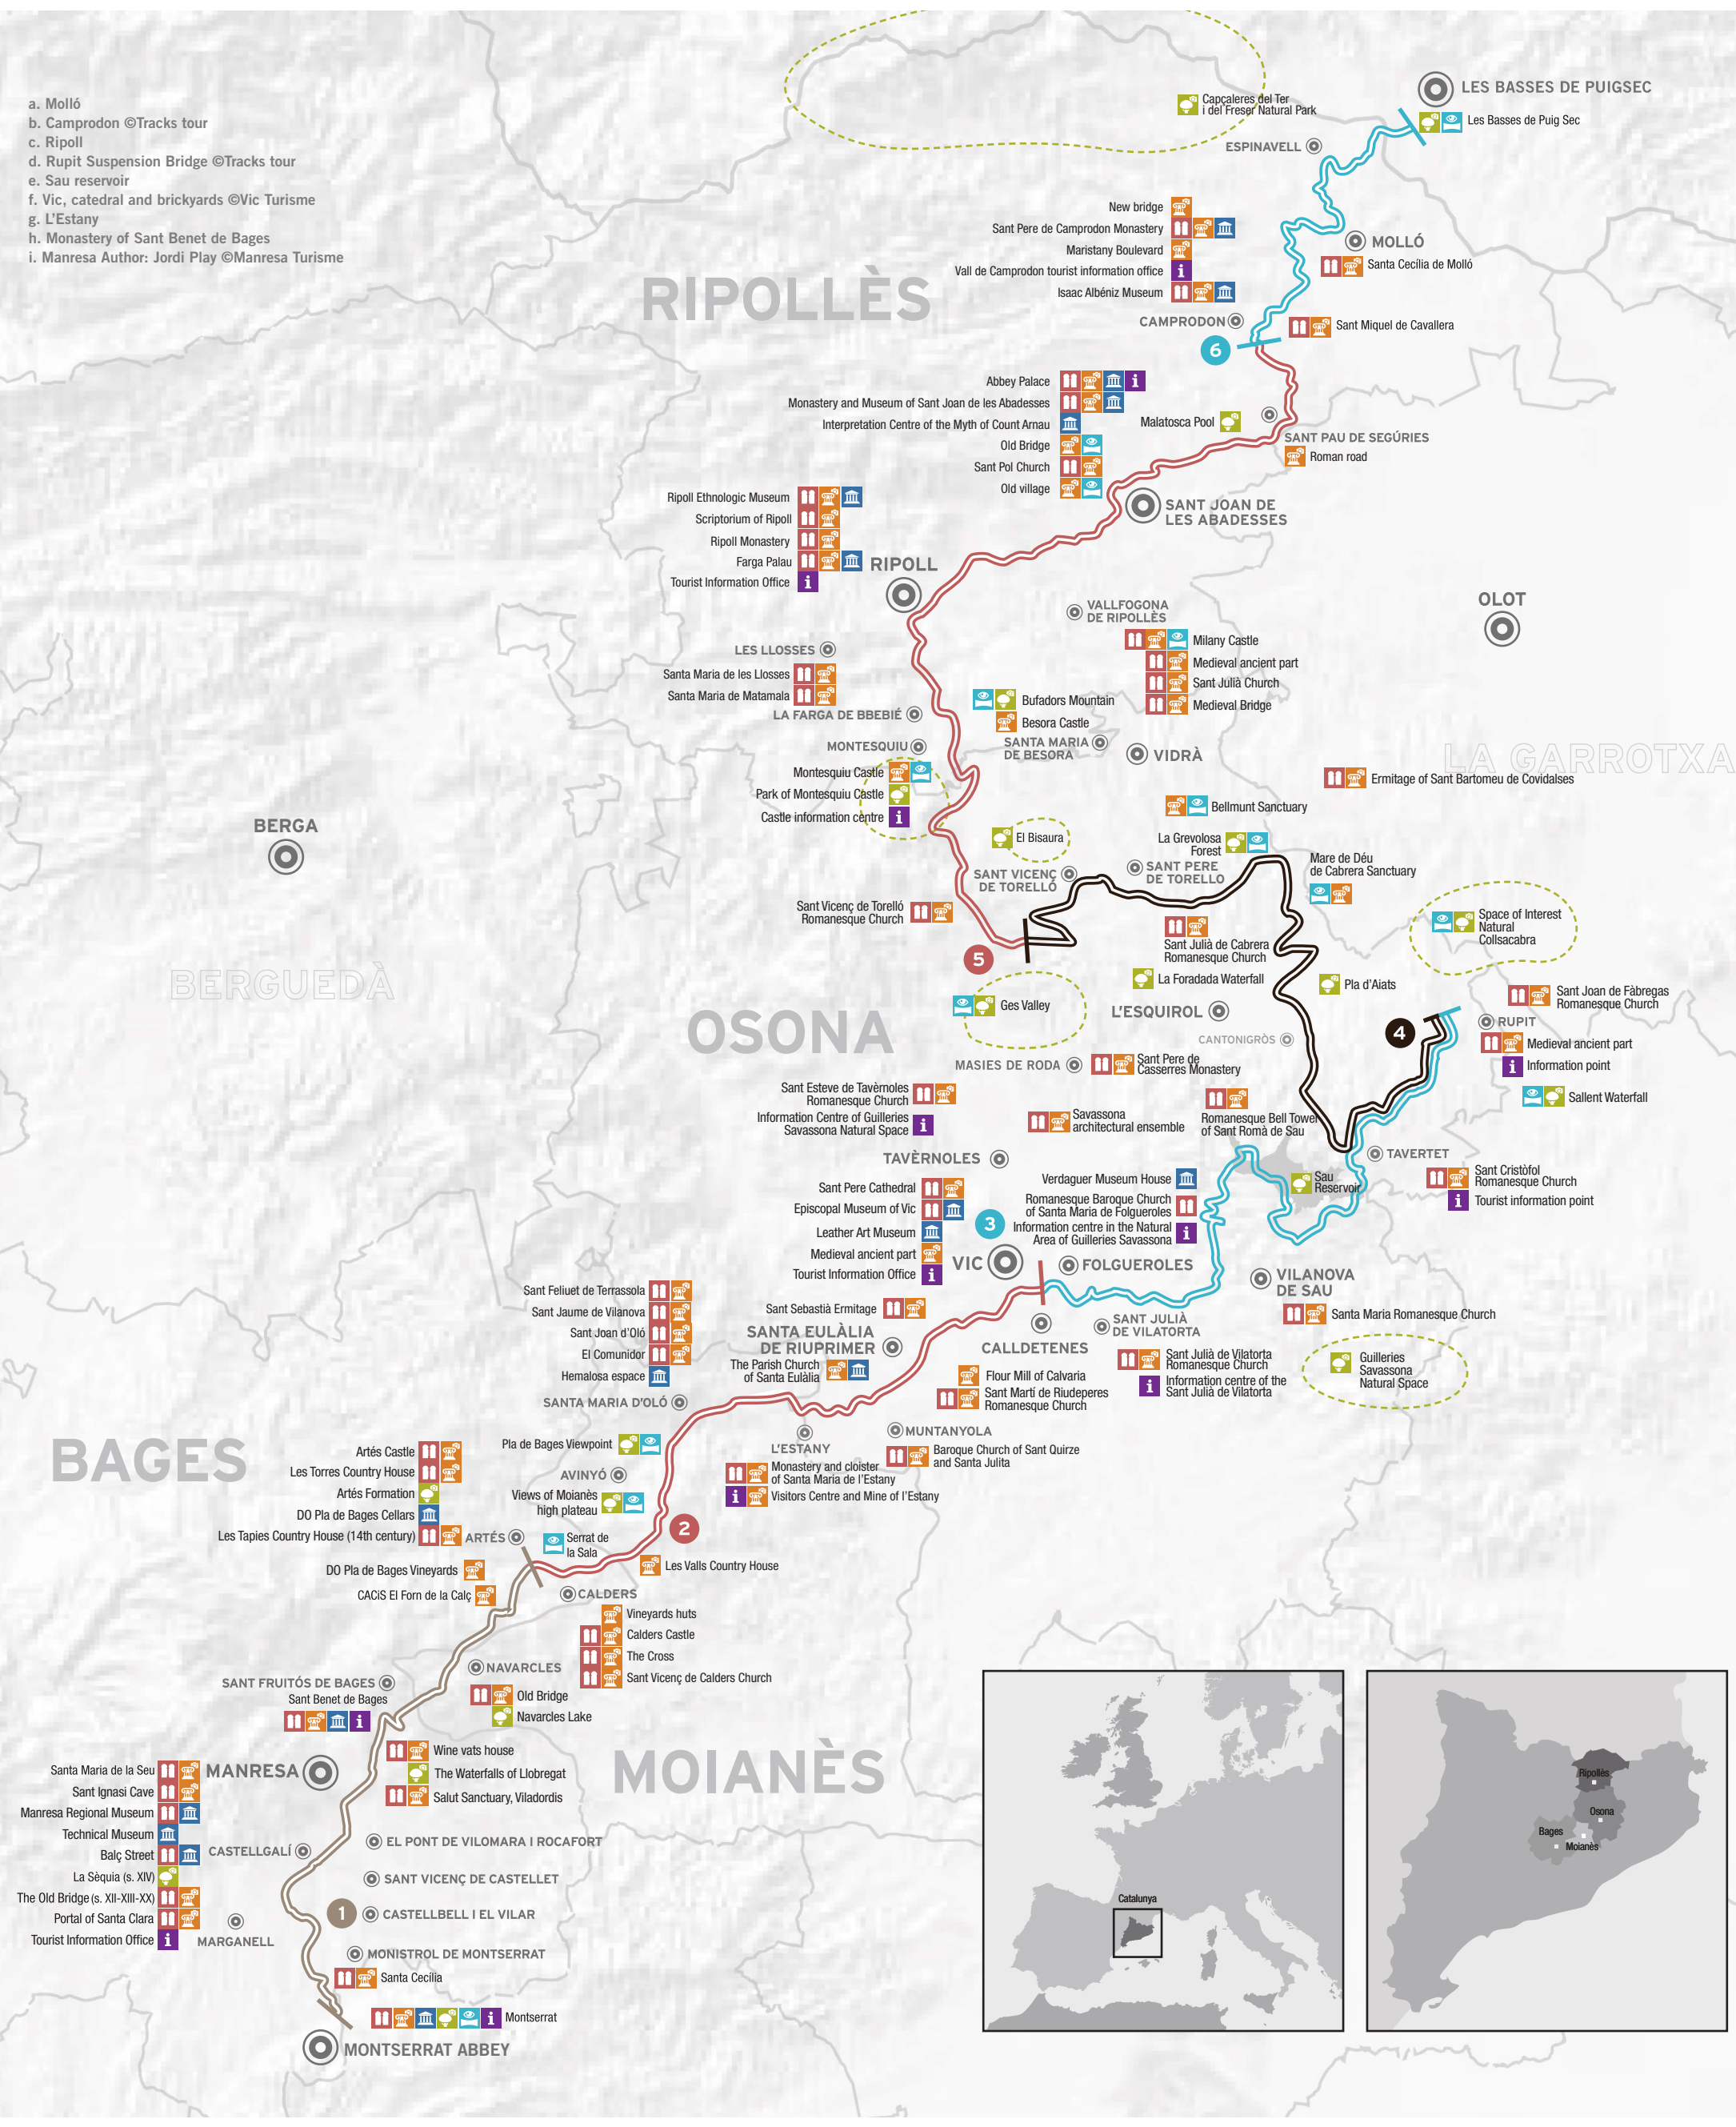 a. Molló
b. Camprodon ©Tracks tour
c. Ripoll
d. Rupit Suspension Bridge ©Tracks tour
e. Sau reservoir
f. Vic, catedral and brickyards ©Vic Turisme
g. L'Estany
h. Monastery of Sant Benet de Bages
i. Manresa Author: Jordi Play ©Manresa Turisme
LES BASSES DE PUIGSEC
Les Basses de Puig Sec
Capçaleres del Ter
i del Freser Natural Park
ESPINAVELL
New bridge
Sant Pere de Camprodon Monastery
Maristany Boulevard
Vall de Camprodon tourist information office
i
Isaac Albéniz Museum
MOLLÓ
Santa Cecília de Molló
RIPOLLÈS
CAMPRODON
Sant Miquel de Cavallera
6
Abbey Palace
i
Monastery and Museum of Sant Joan de les Abadesses
Interpretation Centre of the Myth of Count Arnau
Old Bridge
Sant Pol Church
Old village
Malatosca Pool
SANT PAU DE SEGÚRIES
Roman road
SANT JOAN DE
LES ABADESSES
Ripoll Ethnologic Museum
Scriptorium of Ripoll
Ripoll Monastery
Farga Palau
Tourist Information Office
i
RIPOLL
OLOT
VALLFOGONA
DE RIPOLLÈS
Milany Castle
Medieval ancient part
Sant Julià Church
Medieval Bridge
LES LLOSSES
Santa Maria de les Llosses
Santa Maria de Matamala
LA FARGA DE BBEBIÉ
Bufadors Mountain
Besora Castle
SANTA MARIA
DE BESORA
VIDRÀ
MONTESQUIU
Montesquiu Castle
Park of Montesquiu Castle
Castle information centre
i
LA GARROTXA
Ermitage of Sant Bartomeu de Covidalses
BERGA
Bellmunt Sanctuary
El Bisaura
La Grevolosa
Forest
Mare de Déu
de Cabrera Sanctuary
SANT VICENÇ
DE TORELLÓ
SANT PERE
DE TORELLÓ
Sant Vicenç de Torelló
Romanesque Church
Space of Interest
Natural
Collsacabra
Sant Julià de Cabrera
Romanesque Church
5
La Foradada Waterfall
Pla d'Aiats
BERGUEDÀ
Ges Valley
OSONA
L'ESQUIROL
CANTONIGRÒS
4
Sant Joan de Fàbregas
Romanesque Church
RUPIT
Medieval ancient part
i
Information point
Sallent Waterfall
MASIES DE RODA
Sant Pere de
Casserres Monastery
Sant Esteve de Tavèrnoles
Romanesque Church
Information Centre of Guilleries
Savassona Natural Space
i
Savassona
architectural ensemble
Romanesque Bell Tower
of Sant Romà de Sau
TAVÈRNOLES
TAVERTET
Sant Cristòfol
Romanesque Church
i
Tourist information point
Sau
Reservoir
Verdaguer Museum House
Romanesque Baroque Church
of Santa Maria de Folgueroles
Information centre in the Natural
Area of Guilleries Savassona
i
Sant Pere Cathedral
Episcopal Museum of Vic
Leather Art Museum
Medieval ancient part
Tourist Information Office
i
3
VIC
FOLGUEROLES
VILANOVA
DE SAU
Santa Maria Romanesque Church
Sant Feliuet de Terrassola
Sant Jaume de Vilanova
Sant Joan d'Oló
El Comunidor
Hemalosa espace
Sant Sebastià Ermitage
SANTA EULÀLIA
DE RIUPRIMER
The Parish Church
of Santa Eulàlia
CALLDETENES
SANT JULIÀ
DE VILATORTA
Flour Mill of Calvaria
Sant Martí de Riudeperes
Romanesque Church
Sant Julià de Vilatorta
Romanesque Church
i
Information centre of the
Sant Julià de Vilatorta
Guilleries
Savassona
Natural Space
SANTA MARIA D'OLÓ
BAGES
Pla de Bages Viewpoint
AVINYÓ
Views of Moianès
high plateau
L'ESTANY
Monastery and cloister
of Santa Maria de l'Estany
i
Visitors Centre and Mine of l'Estany
MUNTANYOLA
Baroque Church of Sant Quirze
and Santa Julita
Artés Castle
Les Torres Country House
Artés Formation
DO Pla de Bages Cellars
Les Tapies Country House (14th century)
ARTÉS
Serrat de
la Sala
2
Les Valls Country House
DO Pla de Bages Vineyards
CACiS El Forn de la Calç
CALDERS
Vineyards huts
Calders Castle
The Cross
Sant Vicenç de Calders Church
NAVARCLES
Old Bridge
Navarcles Lake
SANT FRUITÓS DE BAGES
Sant Benet de Bages
i
Wine vats house
The Waterfalls of Llobregat
Salut Sanctuary, Viladordis
MOIANÈS
MANRESA
Santa Maria de la Seu
Sant Ignasi Cave
Manresa Regional Museum
Technical Museum
Balç Street
La Sèquia (s. XIV)
The Old Bridge (s. XII-XIII-XX)
Portal of Santa Clara
Tourist Information Office
i
CASTELLGALÍ
EL PONT DE VILOMARA I ROCAFORT
SANT VICENÇ DE CASTELLET
1
CASTELLBELL I EL VILAR
MARGANELL
MONISTROL DE MONTSERRAT
Santa Cecília
i
Montserrat
MONTSERRAT ABBEY
Catalunya
Ripollès
Osona
Bages
Moianès